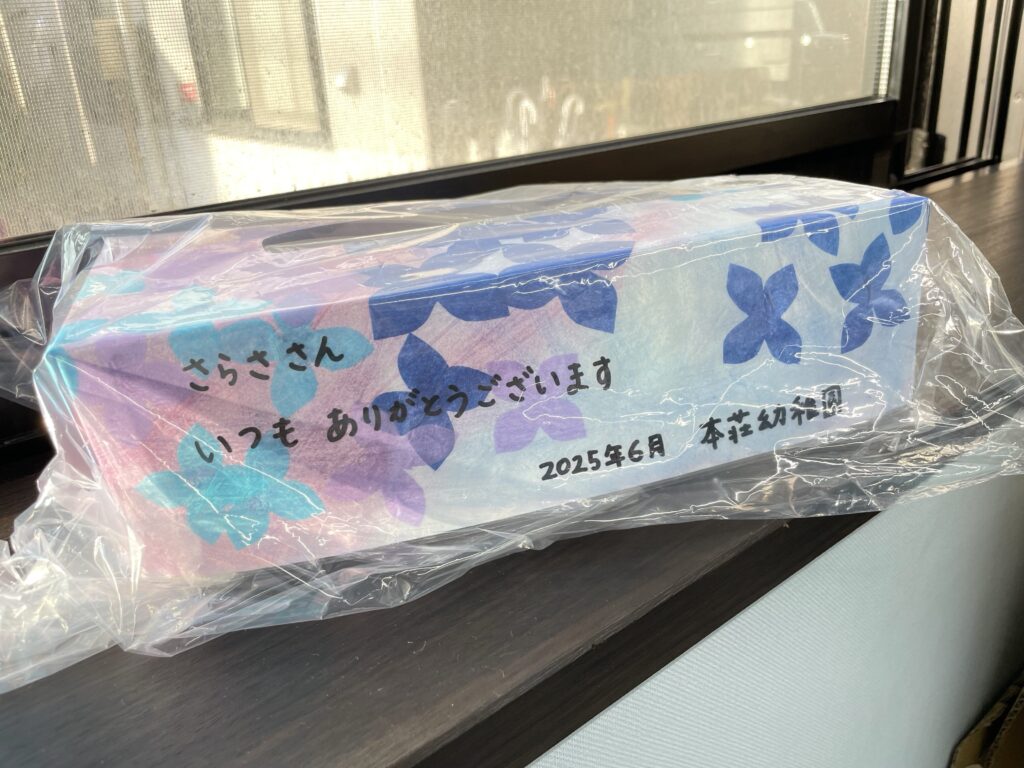 さらささん
いつも ありがとうございます
2025年6月 本荘幼稚園